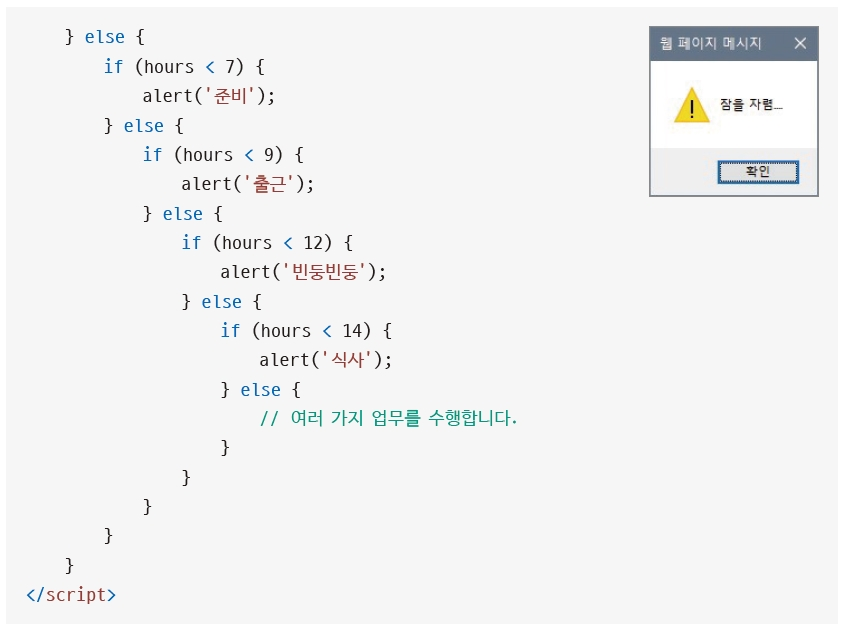 } else {
if (hours < 7) {
alert('준비');
} else {
if (hours < 9) {
alert('출근');
} else {
if (hours < 12) {
alert('빈둥빈둥');
} else {
if (hours < 14) {
alert('식사');
} else {
// 여러 가지 업무를 수행합니다.
}
}
}
}
}
</script>
웹 페이지 메시지
잠을 자렴....
확인